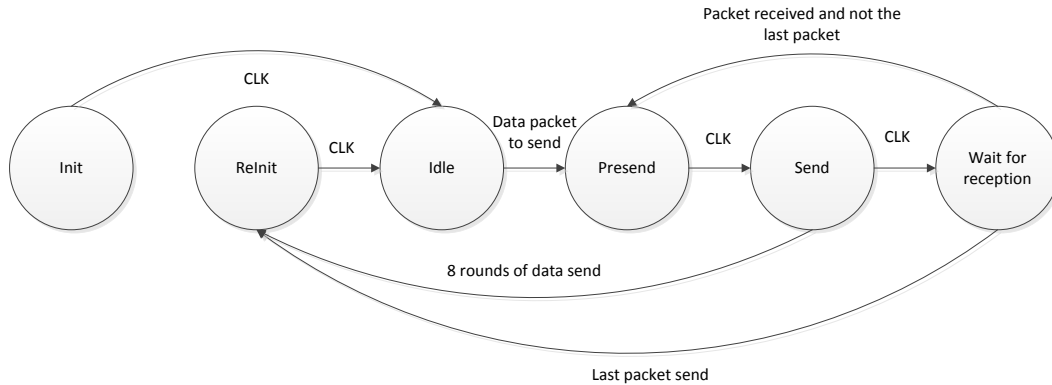 Packet received and not the
last packet
CLK
Data packet
to send
CLK
CLK
CLK
Init
ReInit
Idle
Presend
Send
Wait for
reception
8 rounds of data send
Last packet send